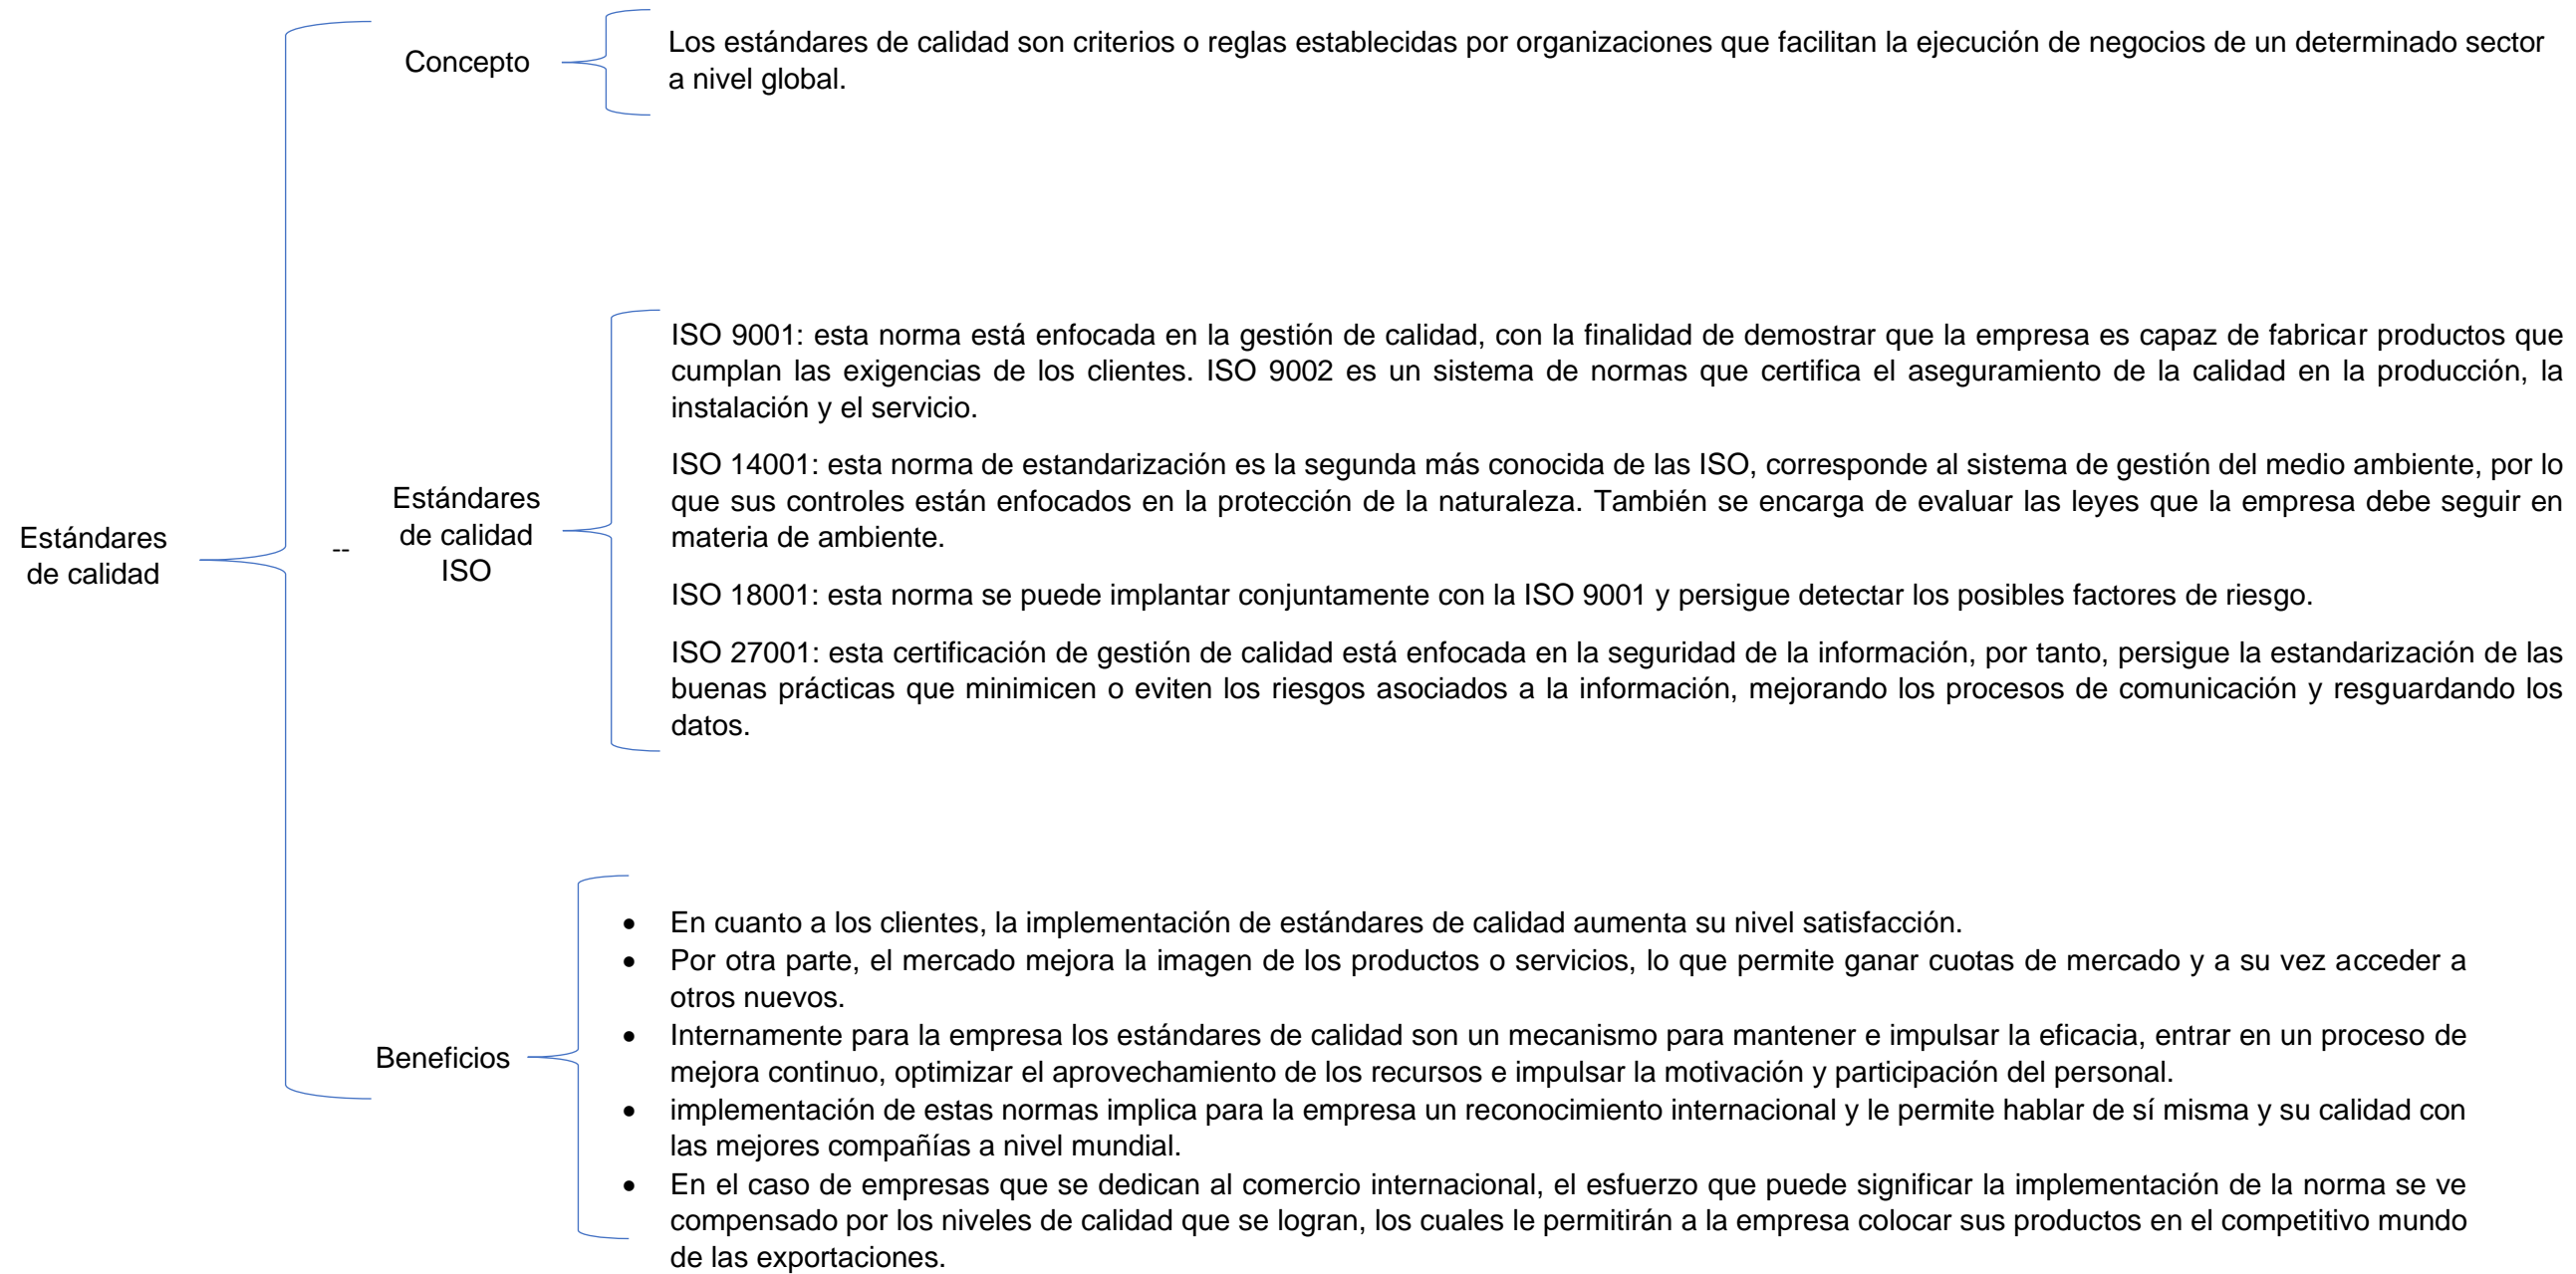 Concepto
Los estándares de calidad son criterios o reglas establecidas por organizaciones que facilitan la ejecución de negocios de un determinado sector
a nivel global.
Estándares
de calidad
--
Estándares
de calidad
ISO
ISO 9001: esta norma está enfocada en la gestión de calidad, con la finalidad de demostrar que la empresa es capaz de fabricar productos que
cumplan las exigencias de los clientes. ISO 9002 es un sistema de normas que certifica el aseguramiento de la calidad en la producción, la
instalación y el servicio.
ISO 14001: esta norma de estandarización es la segunda más conocida de las ISO, corresponde al sistema de gestión del medio ambiente, por lo
que sus controles están enfocados en la protección de la naturaleza. También se encarga de evaluar las leyes que la empresa debe seguir en
materia de ambiente.
ISO 18001: esta norma se puede implantar conjuntamente con la ISO 9001 y persigue detectar los posibles factores de riesgo.
ISO 27001: esta certificación de gestión de calidad está enfocada en la seguridad de la información, por tanto, persigue la estandarización de las
buenas prácticas que minimicen o eviten los riesgos asociados a la información, mejorando los procesos de comunicación y resguardando los
datos.
Beneficios
• En cuanto a los clientes, la implementación de estándares de calidad aumenta su nivel satisfacción.
• Por otra parte, el mercado mejora la imagen de los productos o servicios, lo que permite ganar cuotas de mercado y a su vez acceder a
otros nuevos.
• Internamente para la empresa los estándares de calidad son un mecanismo para mantener e impulsar la eficacia, entrar en un proceso de
mejora continuo, optimizar el aprovechamiento de los recursos e impulsar la motivación y participación del personal.
• implementación de estas normas implica para la empresa un reconocimiento internacional y le permite hablar de sí misma y su calidad con
las mejores compañías a nivel mundial.
• En el caso de empresas que se dedican al comercio internacional, el esfuerzo que puede significar la implementación de la norma se ve
compensado por los niveles de calidad que se logran, los cuales le permitirán a la empresa colocar sus productos en el competitivo mundo
de las exportaciones.